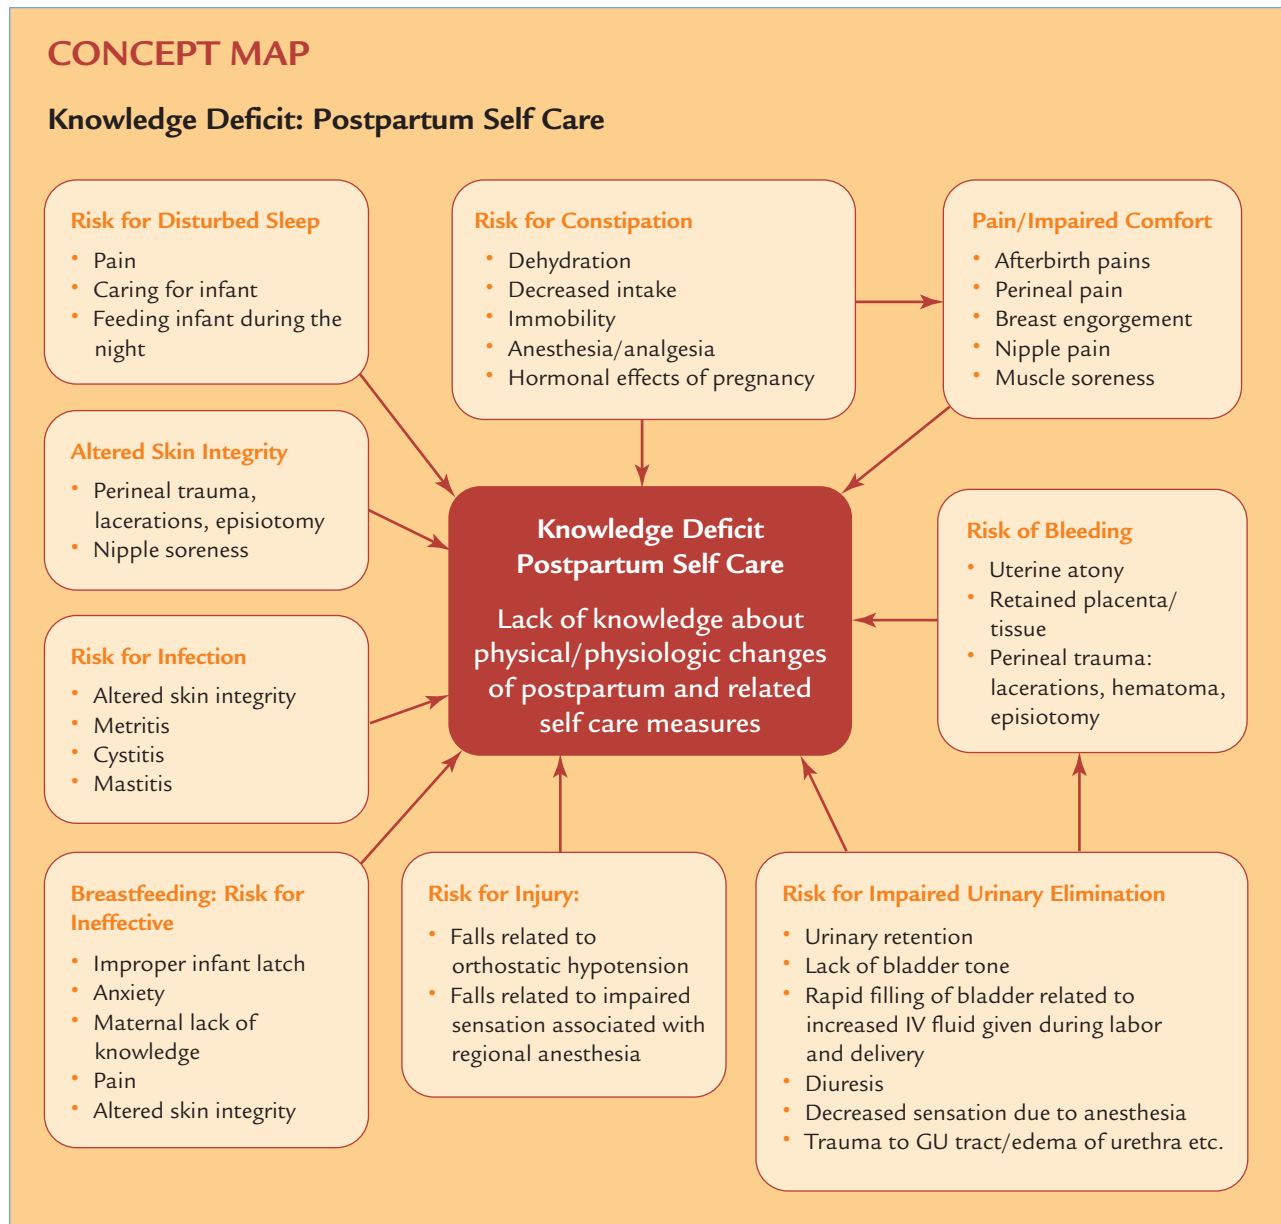 CONCEPT MAP
Knowledge Deficit: Postpartum Self Care
Risk for Disturbed Sleep
• Pain
• Caring for infant
• Feeding infant during the
night
Risk for Constipation
• Dehydration
• Decreased intake
• Immobility
• Anesthesia/analgesia
• Hormonal effects of pregnancy
Pain/Impaired Comfort
• Afterbirth pains
• Perineal pain
• Breast engorgement
• Nipple pain
• Muscle soreness
Altered Skin Integrity
• Perineal trauma,
lacerations, episiotomy
• Nipple soreness
Knowledge Deficit
Postpartum Self Care
Lack of knowledge about
physical/physiologic changes
of postpartum and related
self care measures
Risk of Bleeding
• Uterine atony
• Retained placenta/
tissue
• Perineal trauma:
lacerations, hematoma,
episiotomy
Risk for Infection
• Altered skin integrity
• Metritis
• Cystitis
• Mastitis
Breastfeeding: Risk for
Ineffective
• Improper infant latch
• Anxiety
• Maternal lack of
knowledge
• Pain
• Altered skin integrity
Risk for Injury:
• Falls related to
orthostatic hypotension
• Falls related to impaired
sensation associated with
regional anesthesia
Risk for Impaired Urinary Elimination
• Urinary retention
• Lack of bladder tone
• Rapid filling of bladder related to
increased IV fluid given during labor
and delivery
• Diuresis
• Decreased sensation due to anesthesia
• Trauma to GU tract/edema of urethra etc.